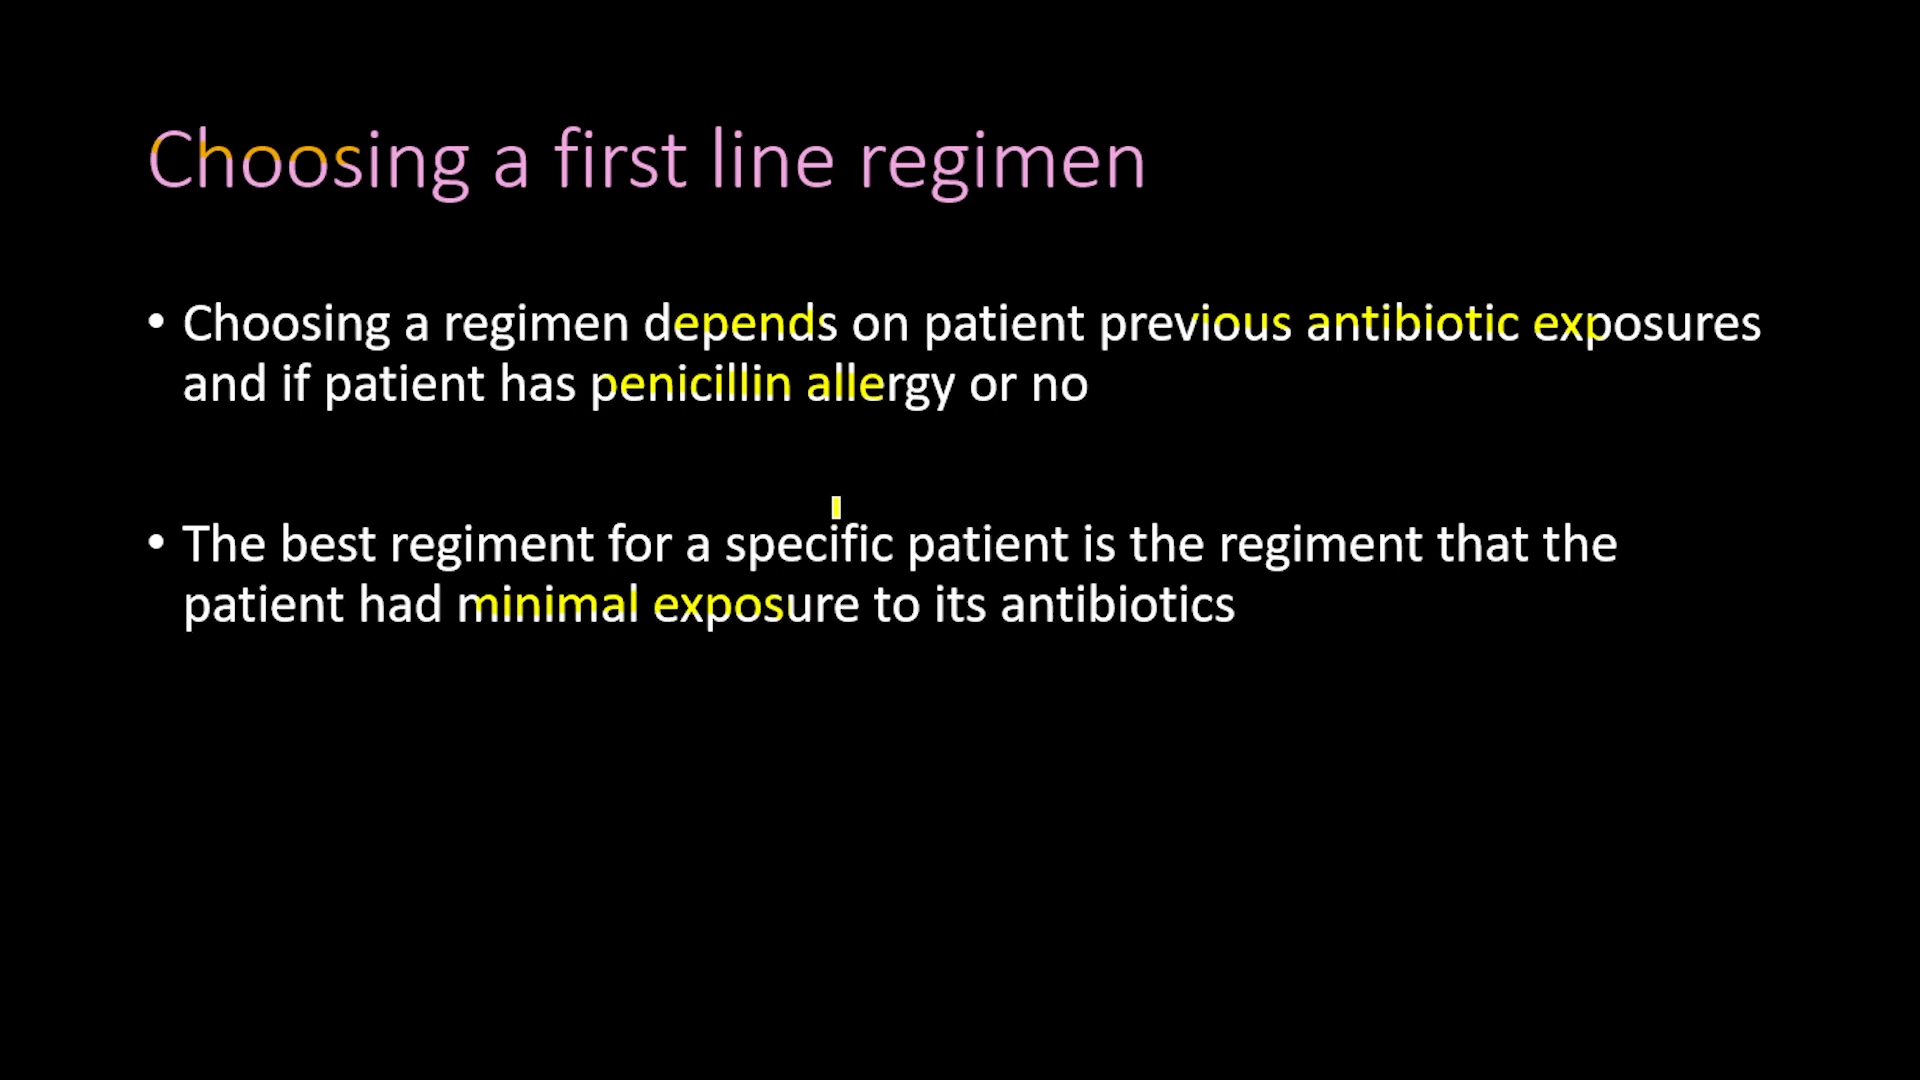 Choosing a first line regimen
• Choosing a regimen depends on patient previous antibiotic exposures
and if patient has penicillin allergy or no
• The best regiment for a specific patient is the regiment that the
patient had minimal exposure to its antibiotics